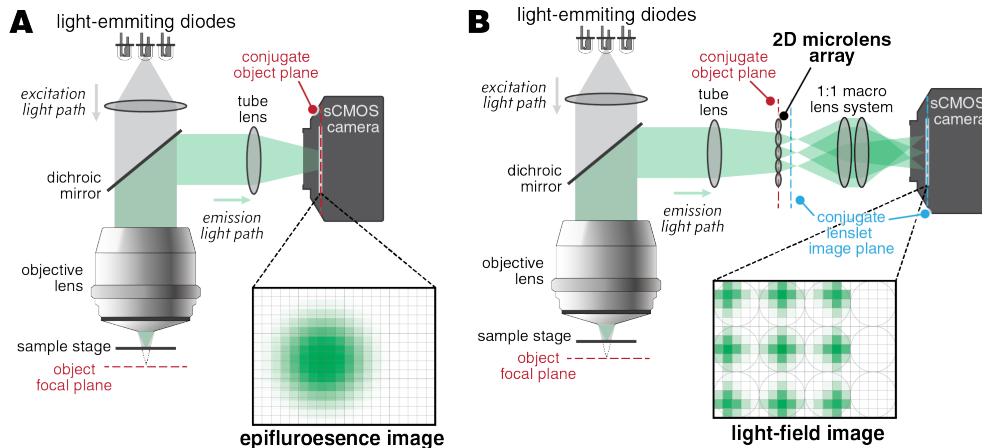 A
light-emmiting diodes
excitation
light path
conjugate
object plane
tube
lens
sCMOS
camera
dichroic
mirror
emission
light path
objective
lens
sample stage
object
focal plane
epifluroesence image
B
light-emmiting diodes
2D microlens
array
excitation
light path
conjugate
object plane
tube
lens
1:1 macro
lens system
sCMOS
camera
dichroic
mirror
emission
light path
conjugate
lenslet
image plane
objective
lens
sample stage
object
focal plane
light-field image